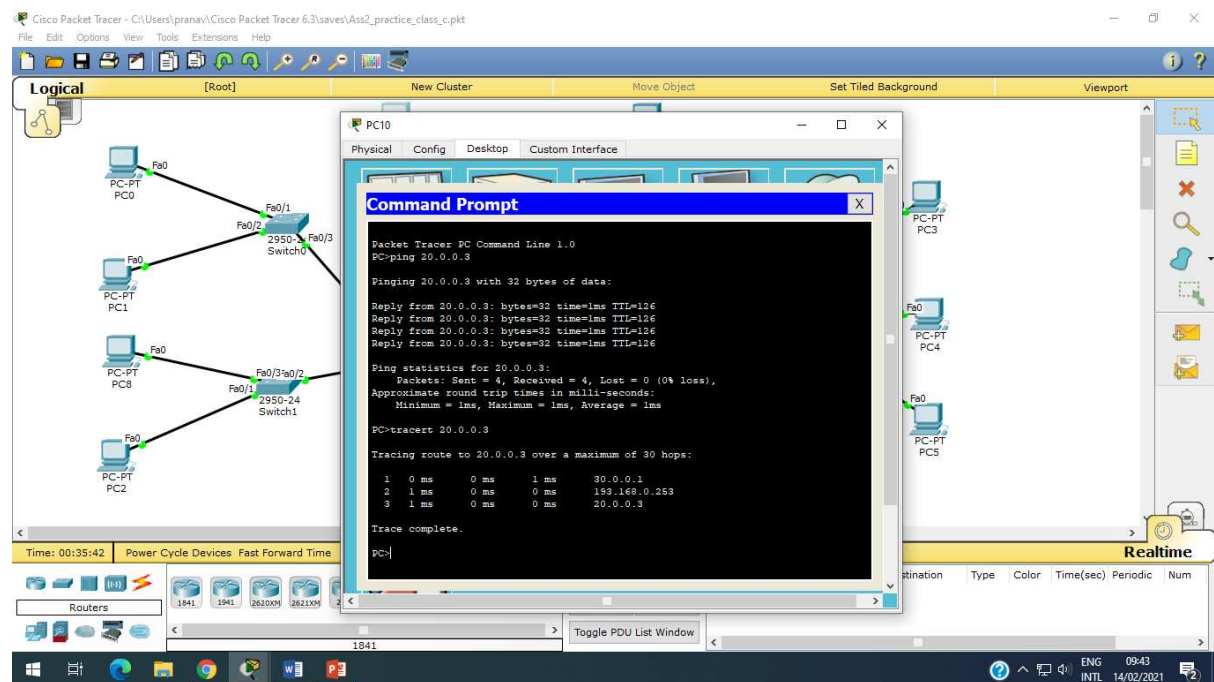 Cisco Packet Tracer - C:\Users\pranav\Cisco Packet Tracer 6.3\saves\Ass2_practice_class_c.pkt
File Edit Options View Tools Extensions Help
Logical [Root] New Cluster Move Object Set Tiled Background Viewport
PC10
Physical Config Desktop Custom Interface
Command Prompt X
Packet Tracer PC Command Line 1.0
PC>ping 20.0.0.3
Pinging 20.0.0.3 with 32 bytes of data:
Reply from 20.0.0.3: bytes=32 time=1ms TTL=126
Reply from 20.0.0.3: bytes=32 time=1ms TTL=126
Reply from 20.0.0.3: bytes=32 time=1ms TTL=126
Reply from 20.0.0.3: bytes=32 time=1ms TTL=126
Ping statistics for 20.0.0.3:
Packets: Sent = 4, Received = 4, Lost = 0 (0% loss),
Approximate round trip times in milli-seconds:
Minimum = 1ms, Maximum = 1ms, Average = 1ms
PC>tracert 20.0.0.3
Tracing route to 20.0.0.3 over a maximum of 30 hops:
1 0 ms 0 ms 1 ms 30.0.0.1
2 1 ms 0 ms 0 ms 193.168.0.253
3 1 ms 0 ms 0 ms 20.0.0.3
Trace complete.
PC>
Fa0
PC-PT
PC0
Fa0/1
Fa0/2
Fa0/3
2950-2
Switch0
Fa0
PC-PT
PC1
Fa0
PC-PT
PC8
Fa0/3
a0/2
Fa0/1
2950-24
Switch1
Fa0
PC-PT
PC2
PC-PT
PC3
Fa0
PC-PT
PC4
Fa0
PC-PT
PC5
Time: 00:35:42 Power Cycle Devices Fast Forward Time Realtime
Routers
1841 1941 2620XM 2621XM
1841
Toggle PDU List Window
stination Type Color Time(sec) Periodic Num
ENG 09:43
INTL 14/02/2021
2